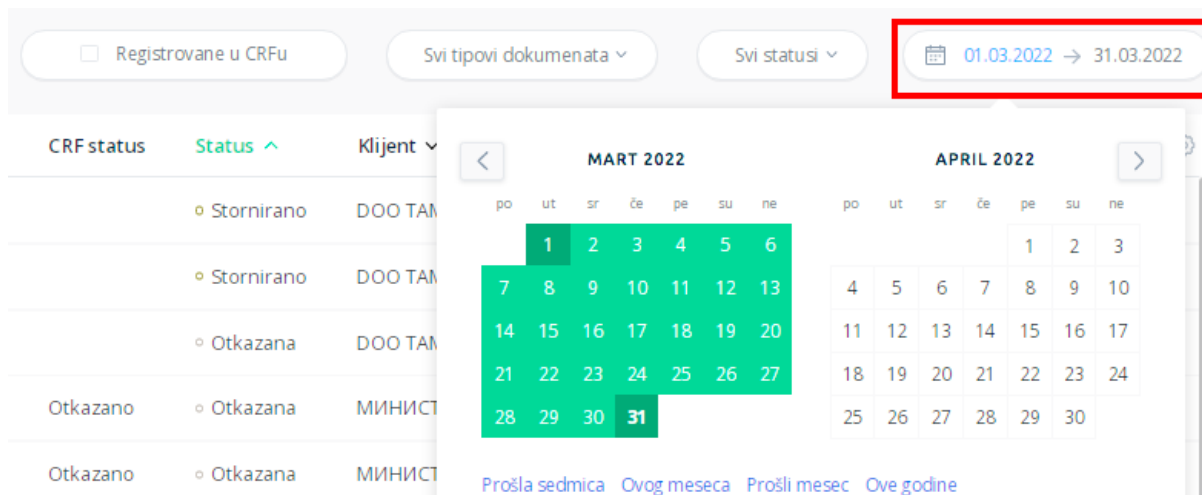 Registrovane u CRFu Svi tipovi dokumenata Svi statusi 01.03.2022 → 31.03.2022
CRF status Status Klijent
MART 2022 APRIL 2022
po ut sr če pe su ne po ut sr če pe su ne
1 2 3 4 5 6 1 2 3
7 8 9 10 11 12 13 4 5 6 7 8 9 10
14 15 16 17 18 19 20 11 12 13 14 15 16 17
21 22 23 24 25 26 27 18 19 20 21 22 23 24
28 29 30 31 25 26 27 28 29 30
Stornirano DOO
Stornirano DOO
Otkazana DOO
Otkazano Otkazana
Otkazano Otkazana
Prošla sedmica Ovog meseca Prošli mesec Ove godine